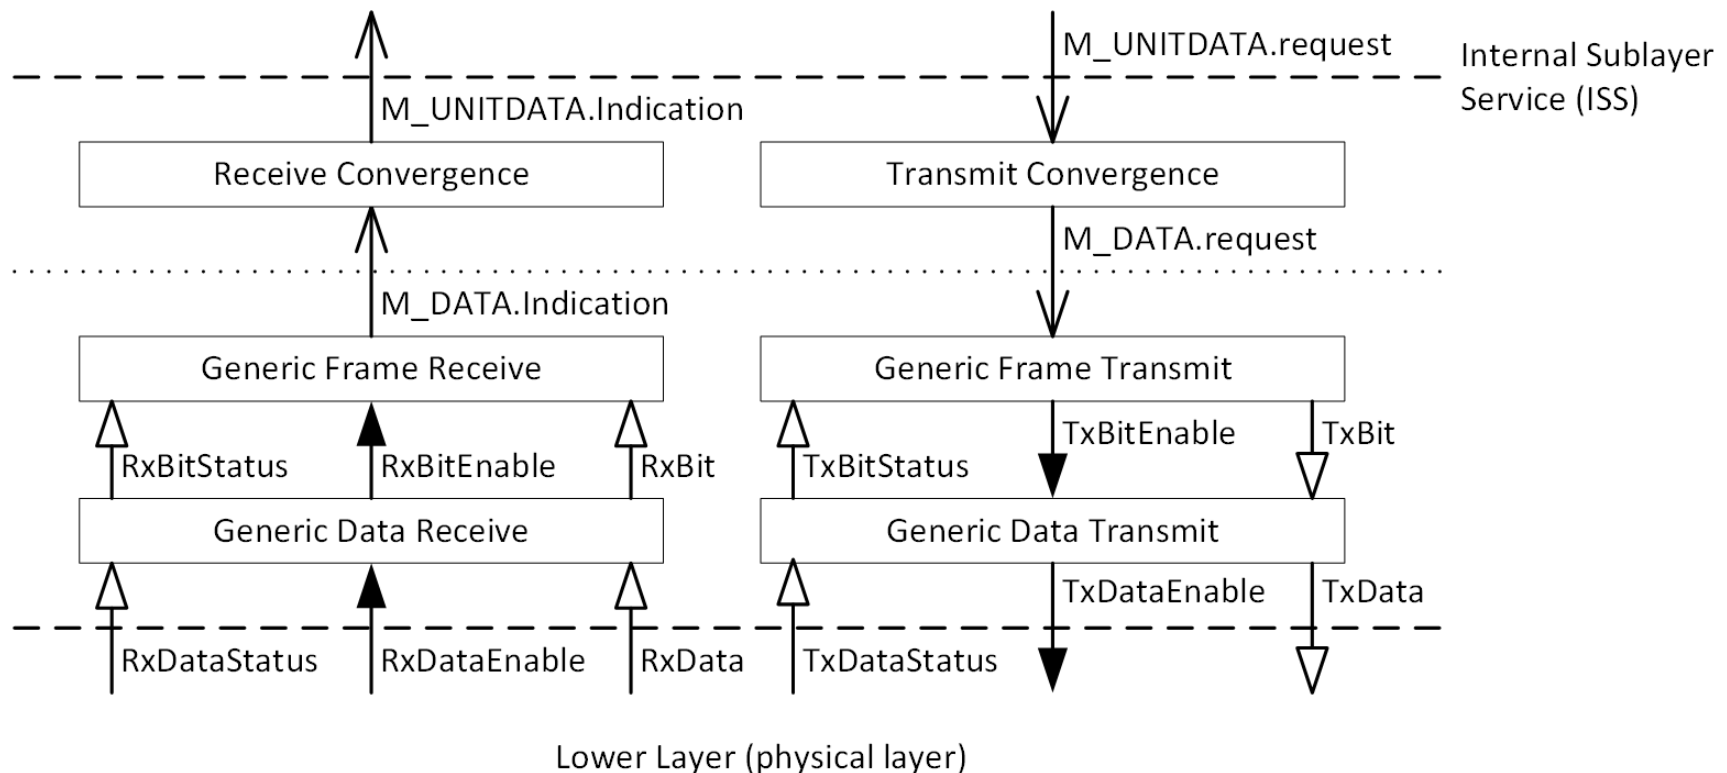 M_UNITDATA.request
Internal Sublayer
Service (ISS)
M_UNITDATA.Indication
Receive Convergence
Transmit Convergence
M_DATA.request
M_DATA.Indication
Generic Frame Receive
Generic Frame Transmit
TxBitEnable
TxBit
RxBitStatus
RxBitEnable
RxBit
TxBitStatus
Generic Data Receive
Generic Data Transmit
TxDataEnable
TxData
RxDataStatus
RxDataEnable
RxData
TxDataStatus
Lower Layer (physical layer)